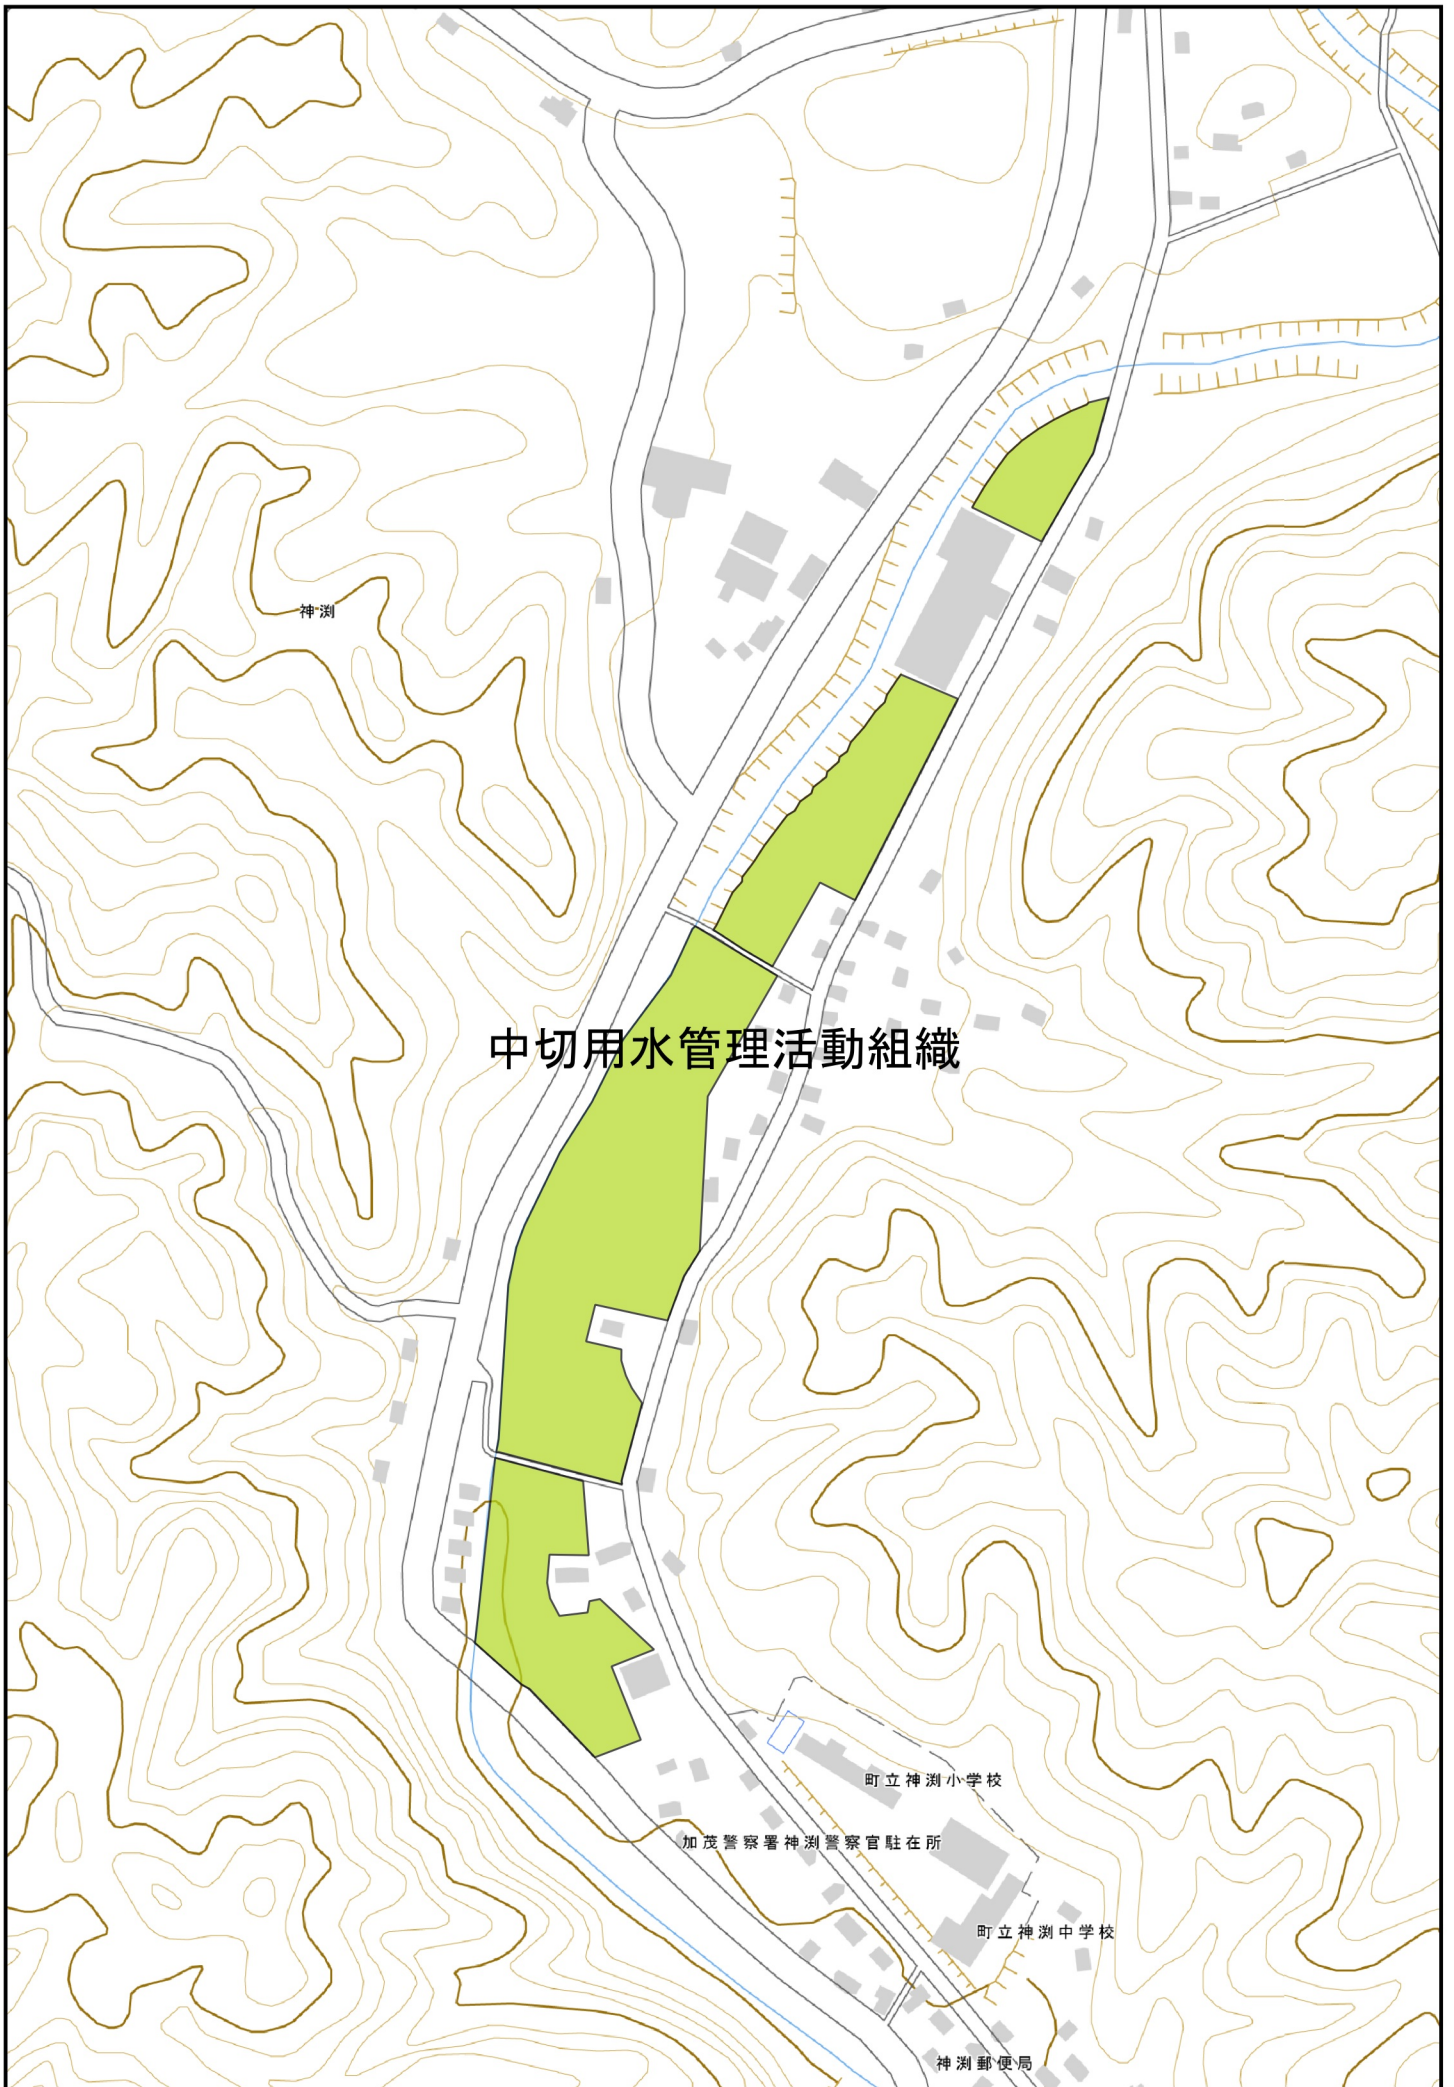 神渕
中切用水管理活動組織
町立神渕小学校
加茂警察署神渕警察官駐在所
町立神渕中学校
神渕郵便局